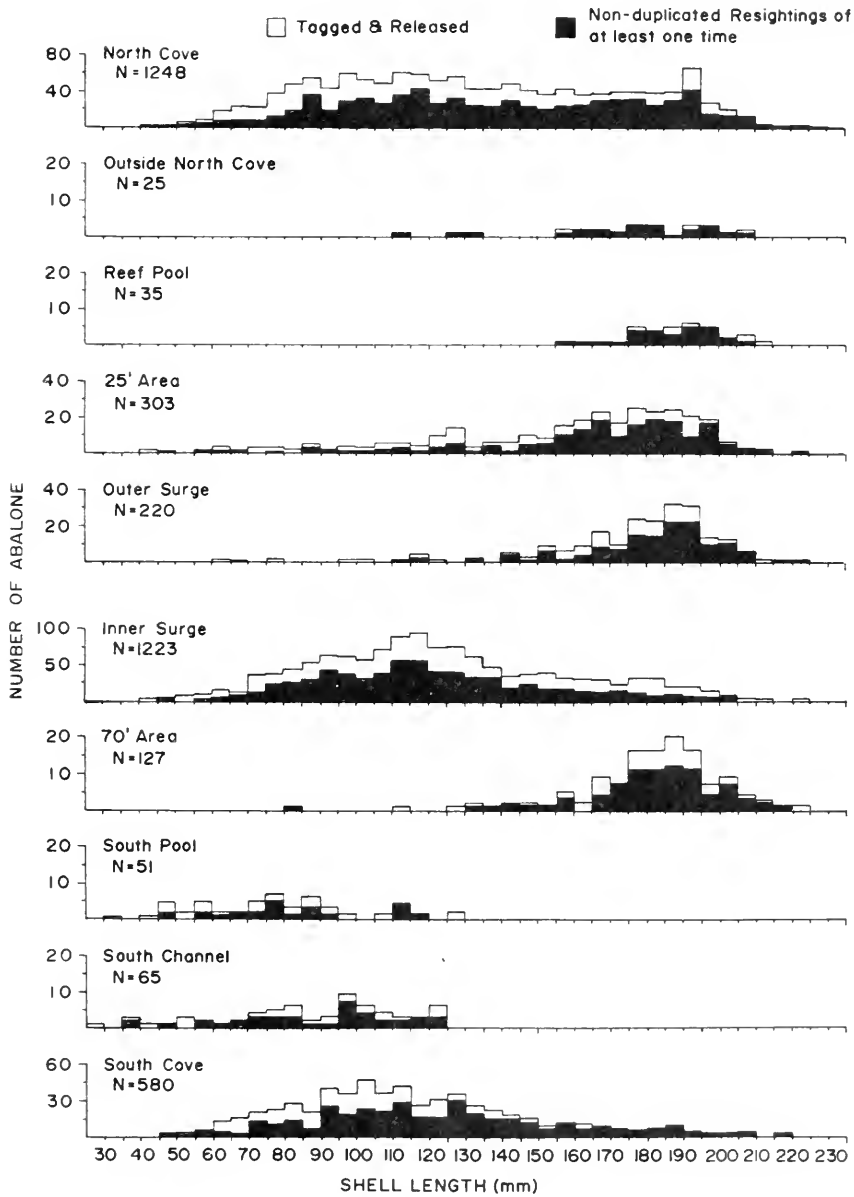 Tagged & Released
Non-duplicated Resightings of
at least one time
North Cove
N=1248
80
40
Outside North Cove
N=25
20
10
Reef Pool
N=35
20
10
25' Area
N=303
40
20
Outer Surge
N=220
40
20
Inner Surge
N=1223
100
50
70' Area
N=127
20
10
South Pool
N=51
20
10
South Channel
N=65
20
10
South Cove
N=580
60
30
NUMBER OF ABALONE
30 40 50 60 70 80 90 100 110 120 130 140 150 160 170 180 190 200 210 220 230
SHELL LENGTH (mm)